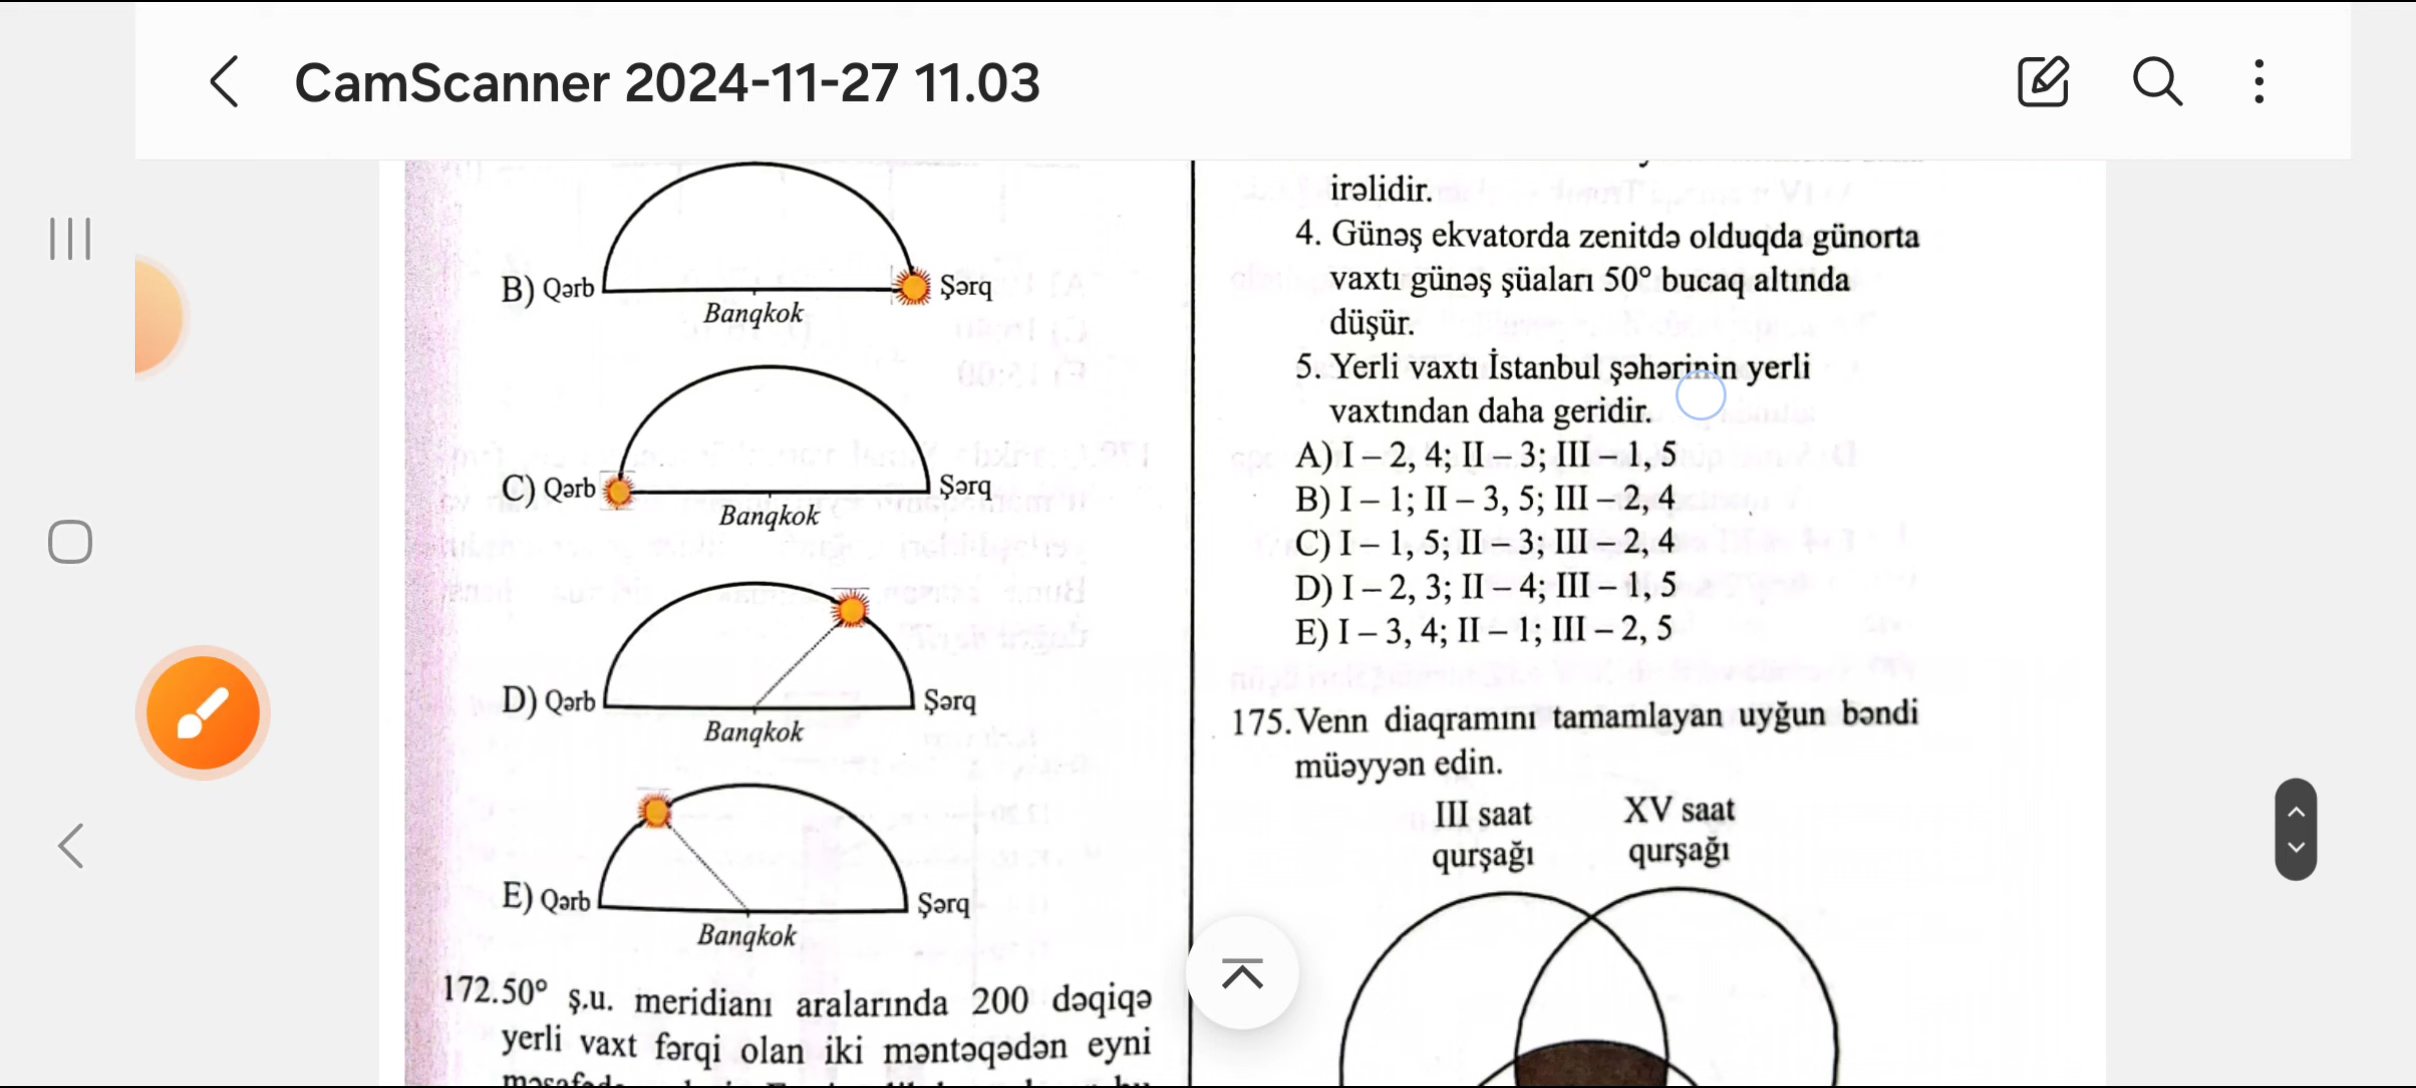 CamScanner 2024-11-27 11.03
B) Qərb
Şərq
Banqkok
C) Qərb
Şərq
Banqkok
D) Qərb
Şərq
Banqkok
E) Qərb
Şərq
Banqkok
172. 50° ş.u. meridianı aralarında 200 dəqiqə
yerli vaxt fərqi olan iki məntəqədən eyni
irəlidir.
4. Günəş ekvatorda zenitdə olduqda günorta
vaxtı günəş şüaları 50° bucaq altında
düşür.
5. Yerli vaxtı İstanbul şəhərinin yerli
vaxtından daha geridir.
A) I – 2, 4; II – 3; III – 1, 5
B) I – 1; II – 3, 5; III – 2, 4
C) I – 1, 5; II – 3; III – 2, 4
D) I – 2, 3; II – 4; III – 1, 5
E) I – 3, 4; II – 1; III – 2, 5
175. Venn diaqramını tamamlayan uyğun bəndi
müəyyən edin.
III saat
qurşağı
XV saat
qurşağı